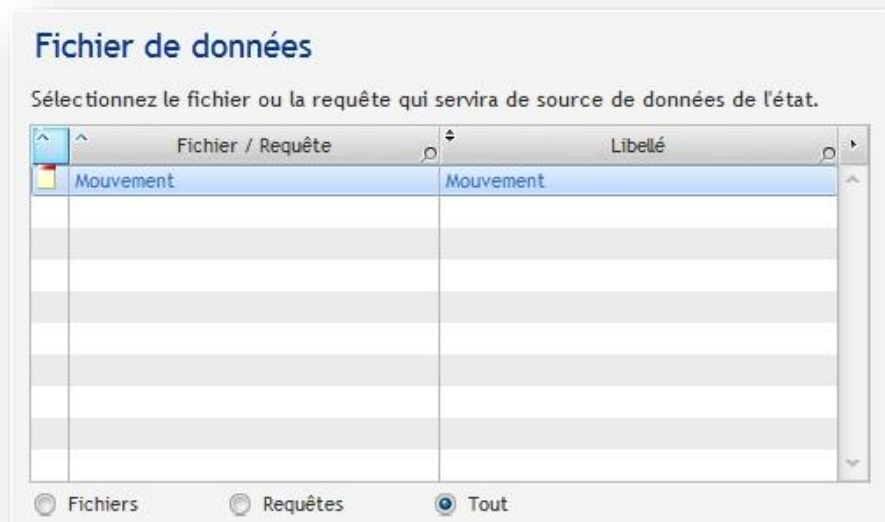 Fichier de données
Sélectionnez le fichier ou la requête qui servira de source de données de l'état.
Fichier / Requête Libellé
Mouvement Mouvement
Fichiers Requêtes Tout